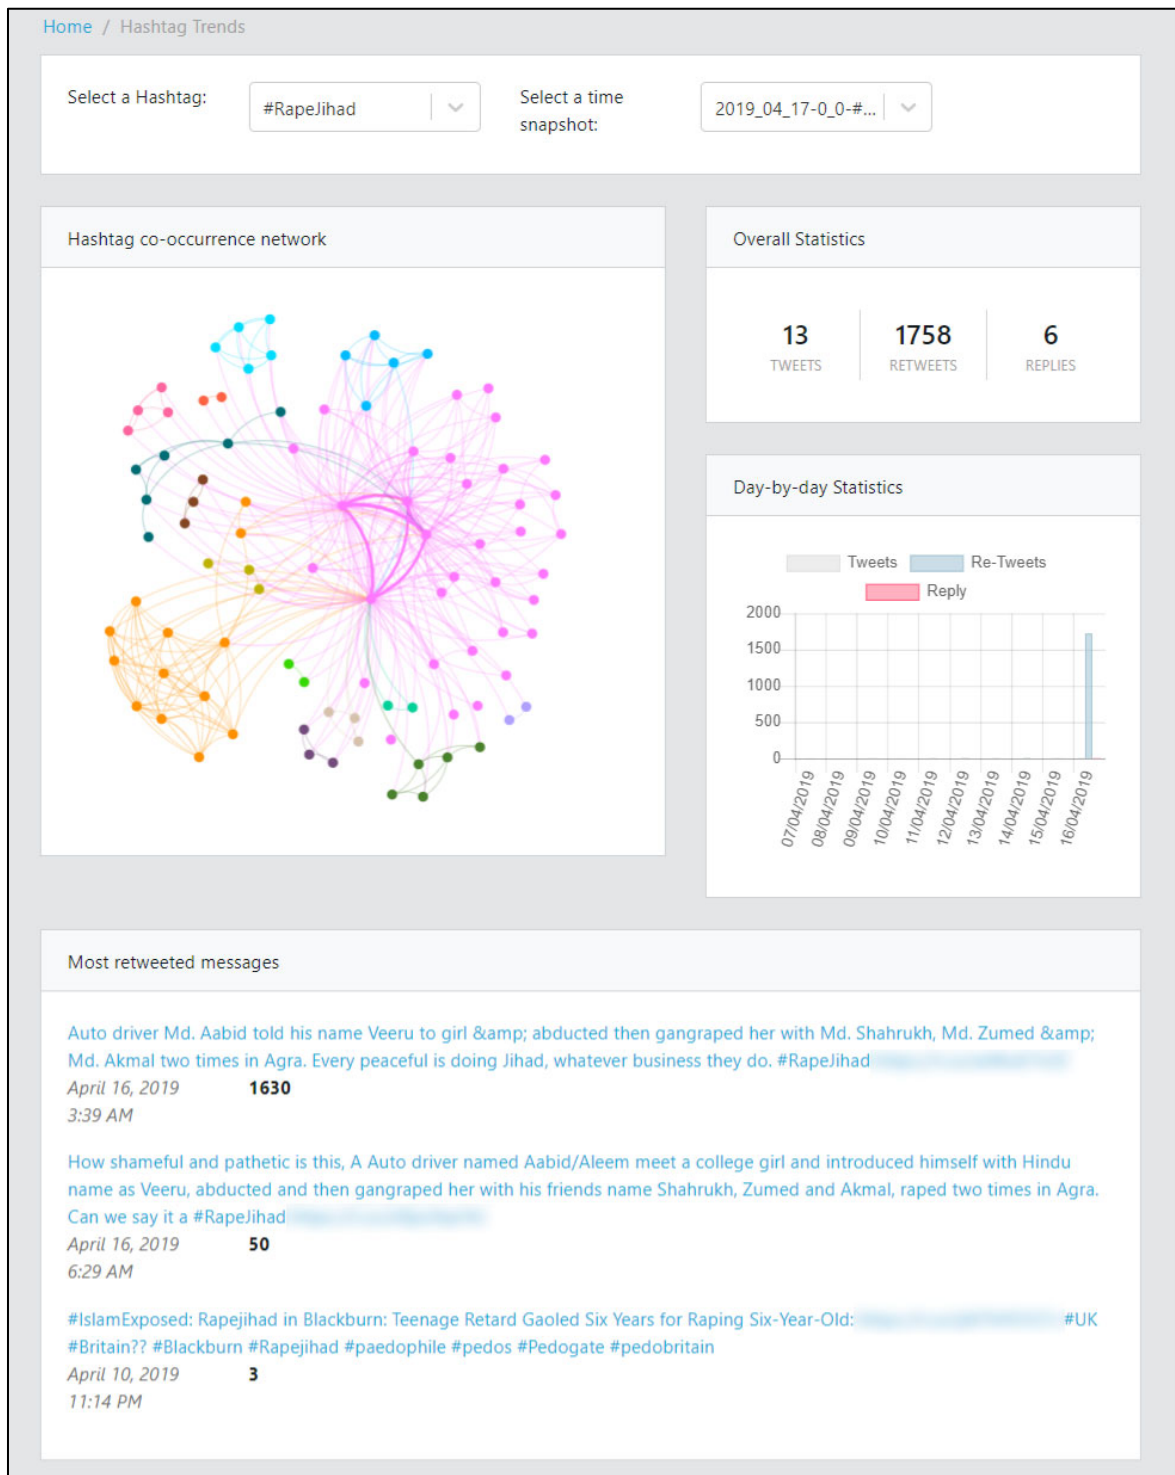 Home / Hashtag Trends
Select a Hashtag:
#RapeJihad
Select a time
snapshot:
2019_04_17-0_0-#...
Hashtag co-occurrence network
Overall Statistics
13
TWEETS
1758
RETWEETS
6
REPLIES
Day-by-day Statistics
Tweets
Re-Tweets
Reply
2000
1500
1000
500
0
07/04/2019
08/04/2019
09/04/2019
10/04/2019
11/04/2019
12/04/2019
13/04/2019
14/04/2019
15/04/2019
16/04/2019
Most retweeted messages
Auto driver Md. Aabid told his name Veeru to girl &amp; abducted then gangraped her with Md. Shahrukh, Md. Zumed &amp;
Md. Akmal two times in Agra. Every peaceful is doing Jihad, whatever business they do. #RapeJihad
April 16, 2019 1630
3:39 AM
How shameful and pathetic is this, A Auto driver named Aabid/Aleem meet a college girl and introduced himself with Hindu
name as Veeru, abducted and then gangraped her with his friends name Shahrukh, Zumed and Akmal, raped two times in Agra.
Can we say it a #RapeJihad
April 16, 2019 50
6:29 AM
#IslamExposed: Rapejihad in Blackburn: Teenage Retard Gaoled Six Years for Raping Six-Year-Old: #UK
#Britain?? #Blackburn #Rapejihad #paedophile #pedos #Pedogate #pedobritain
April 10, 2019 3
11:14 PM